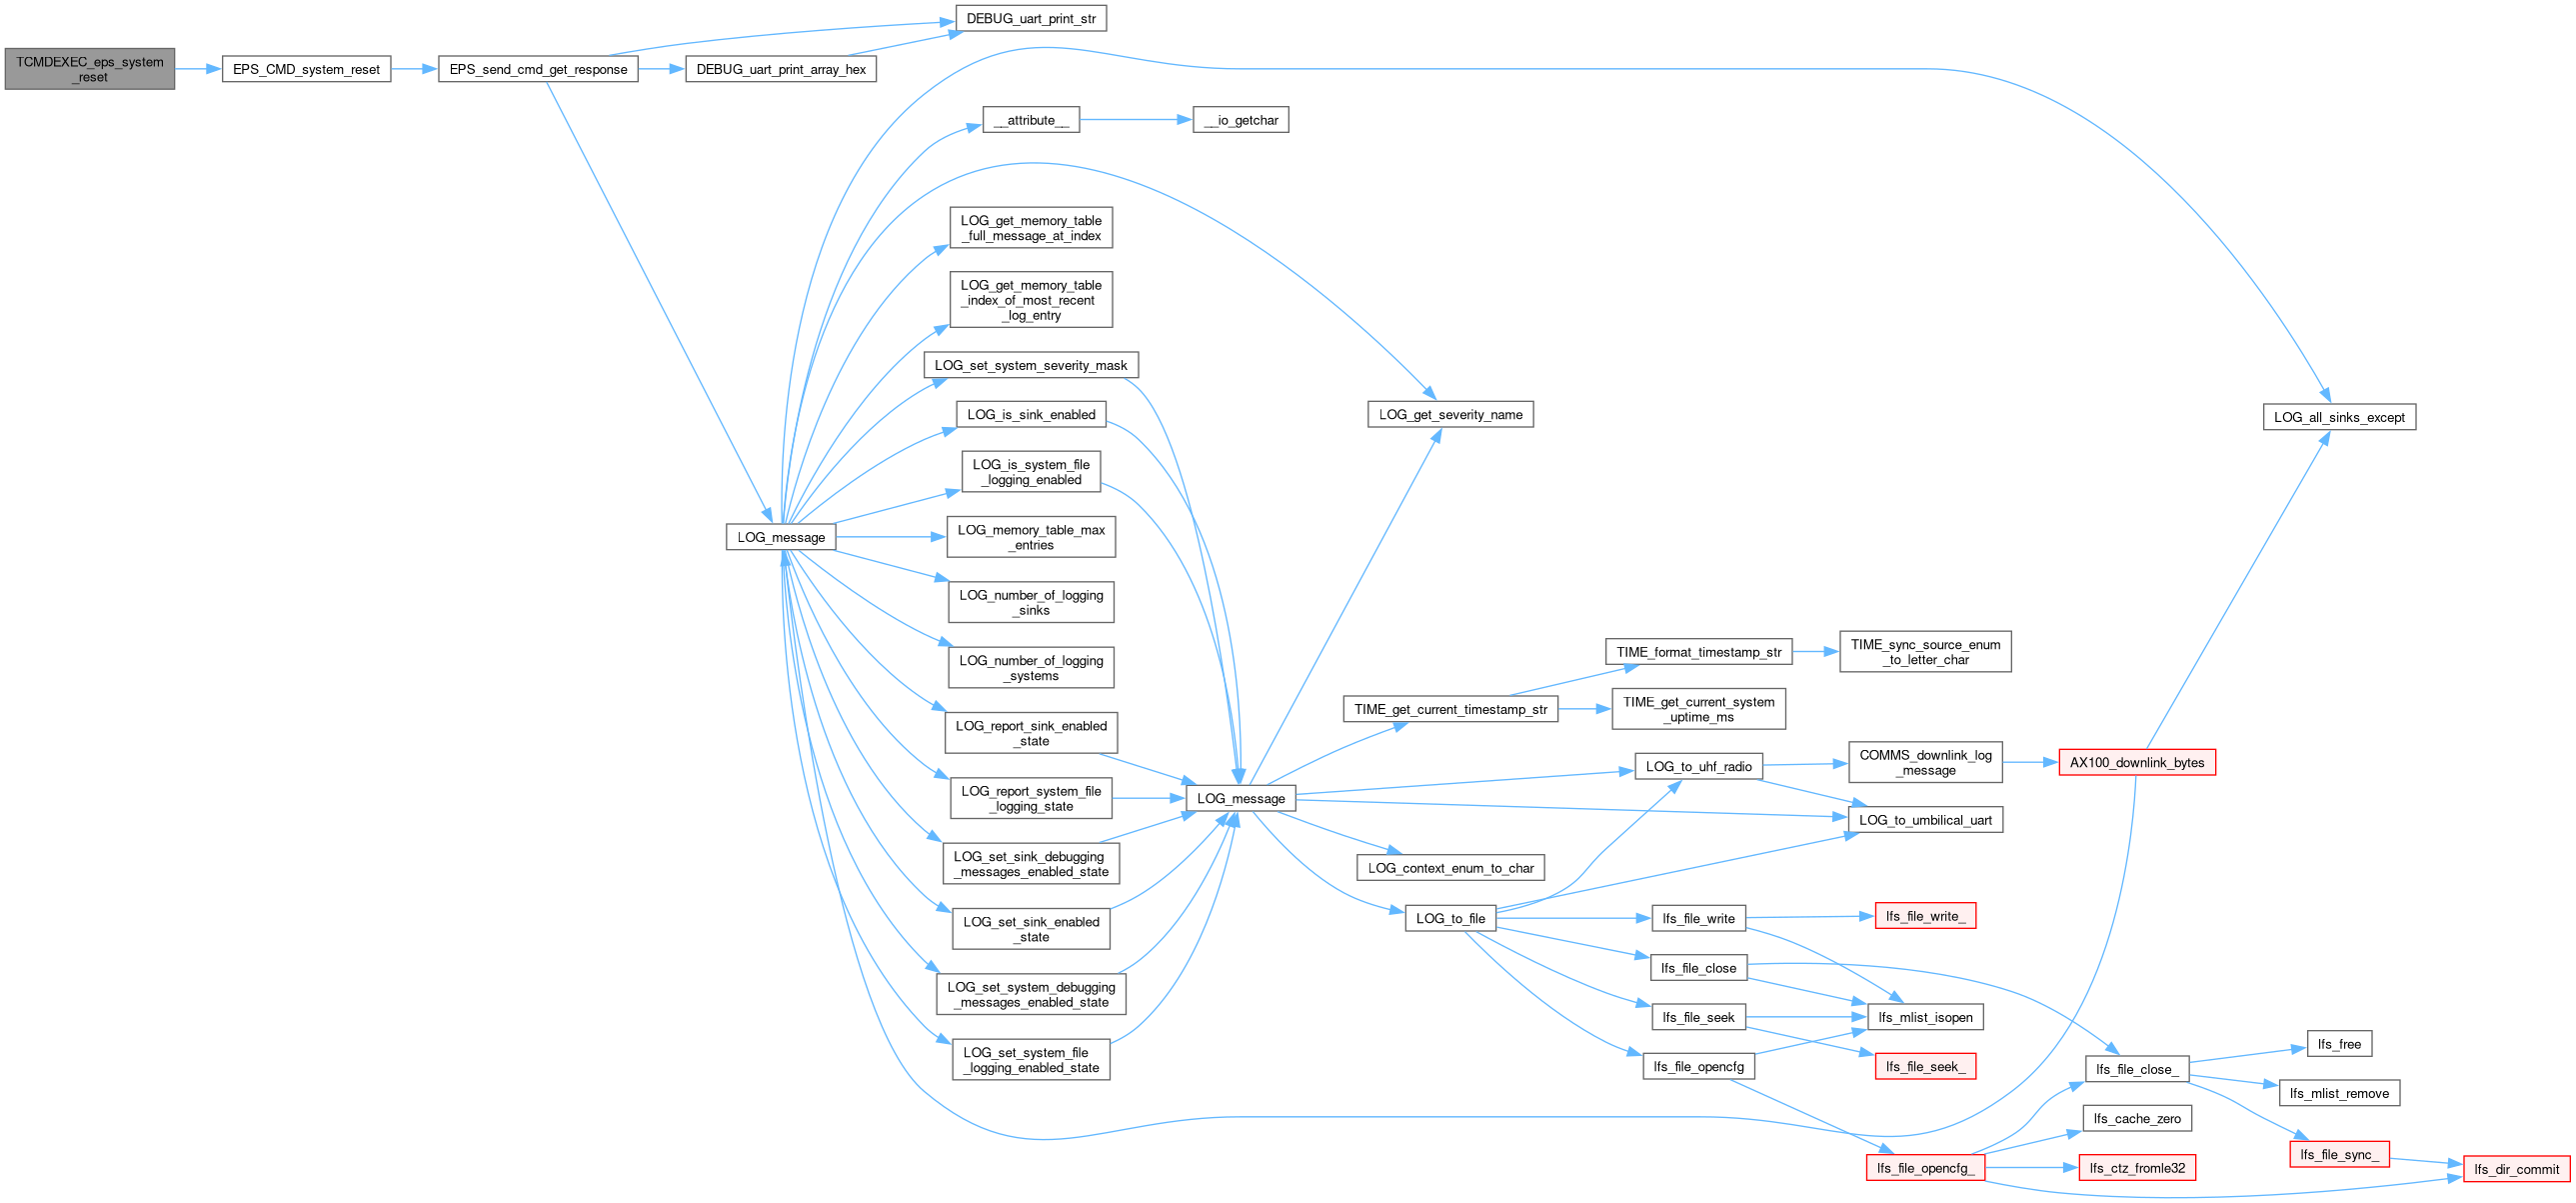 TCMDEXEC_eps_system
_reset
EPS_CMD_system_reset
EPS_send_cmd_get_response
DEBUG_uart_print_str
DEBUG_uart_print_array_hex
LOG_message
__attribute__
__io_getchar
LOG_get_memory_table
_full_message_at_index
LOG_get_memory_table
_index_of_most_recent
_log_entry
LOG_set_system_severity_mask
LOG_is_sink_enabled
LOG_is_system_file
_logging_enabled
LOG_memory_table_max
_entries
LOG_number_of_logging
_sinks
LOG_number_of_logging
_systems
LOG_report_sink_enabled
_state
LOG_report_system_file
_logging_state
LOG_set_sink_debugging
_messages_enabled_state
LOG_set_sink_enabled
_state
LOG_set_system_debugging
_messages_enabled_state
LOG_set_system_file
_logging_enabled_state
LOG_message
LOG_get_severity_name
TIME_get_current_timestamp_str
LOG_context_enum_to_char
LOG_to_file
TIME_format_timestamp_str
TIME_get_current_system
_uptime_ms
TIME_sync_source_enum
_to_letter_char
LOG_to_uhf_radio
COMMS_downlink_log
_message
LOG_to_umbilical_uart
AX100_downlink_bytes
LOG_all_sinks_except
lfs_file_write
lfs_file_close
lfs_file_seek
lfs_file_opencfg
lfs_file_write_
lfs_mlist_isopen
lfs_file_seek_
lfs_file_opencfg_
lfs_file_close_
lfs_cache_zero
lfs_ctz_fromle32
lfs_free
lfs_mlist_remove
lfs_file_sync_
lfs_dir_commit